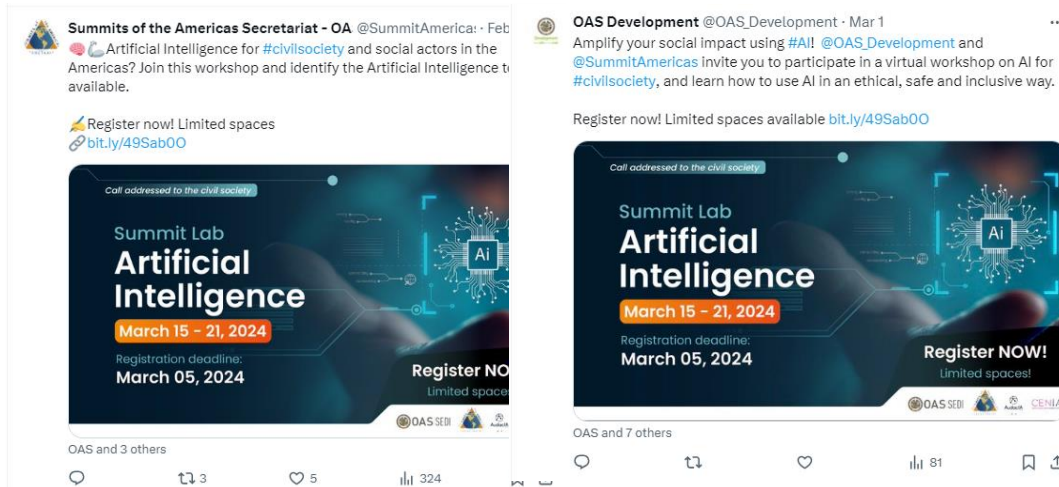 Summits of the Americas Secretariat - OA @SummitAmerica: · Feb
🧠🦾Artificial Intelligence for #civilsociety and social actors in the
Americas? Join this workshop and identify the Artificial Intelligence to
available.
✍Register now! Limited spaces
🔗bit.ly/49Sab0O
Call addressed to the civil society
Summit Lab
Artificial
Intelligence
March 15 - 21, 2024
Registration deadline:
March 05, 2024
Ai
Register NO
Limited space
OAS SEDI
OAS and 3 others
3
5
324
OAS Development @OAS_Development · Mar 1
Amplify your social impact using #AI! @OAS_Development and
@SummitAmericas invite you to participate in a virtual workshop on AI for
#civilsociety, and learn how to use AI in an ethical, safe and inclusive way.
Register now! Limited spaces available bit.ly/49Sab0O
Call addressed to the civil society
Summit Lab
Artificial
Intelligence
March 15 - 21, 2024
Registration deadline:
March 05, 2024
Ai
Register NOW!
Limited spaces!
OAS SEDI CENIA
OAS and 7 others
81